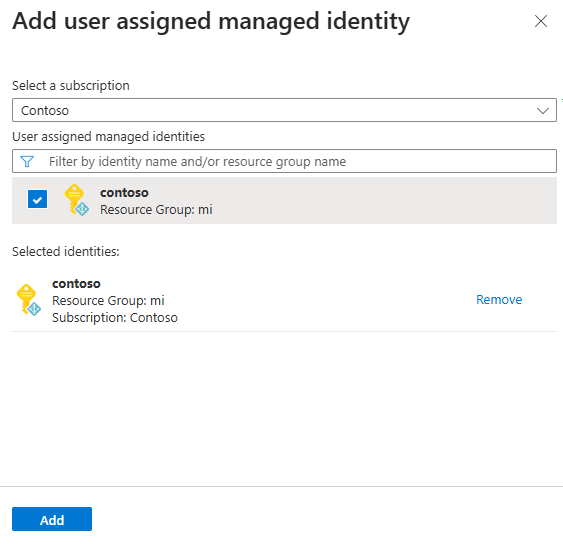 Add user assigned managed identity
Select a subscription
Contoso
User assigned managed identities
Filter by identity name and/or resource group name
contoso
Resource Group: mi
Selected identities:
contoso
Resource Group: mi
Remove
Subscription: Contoso
Add